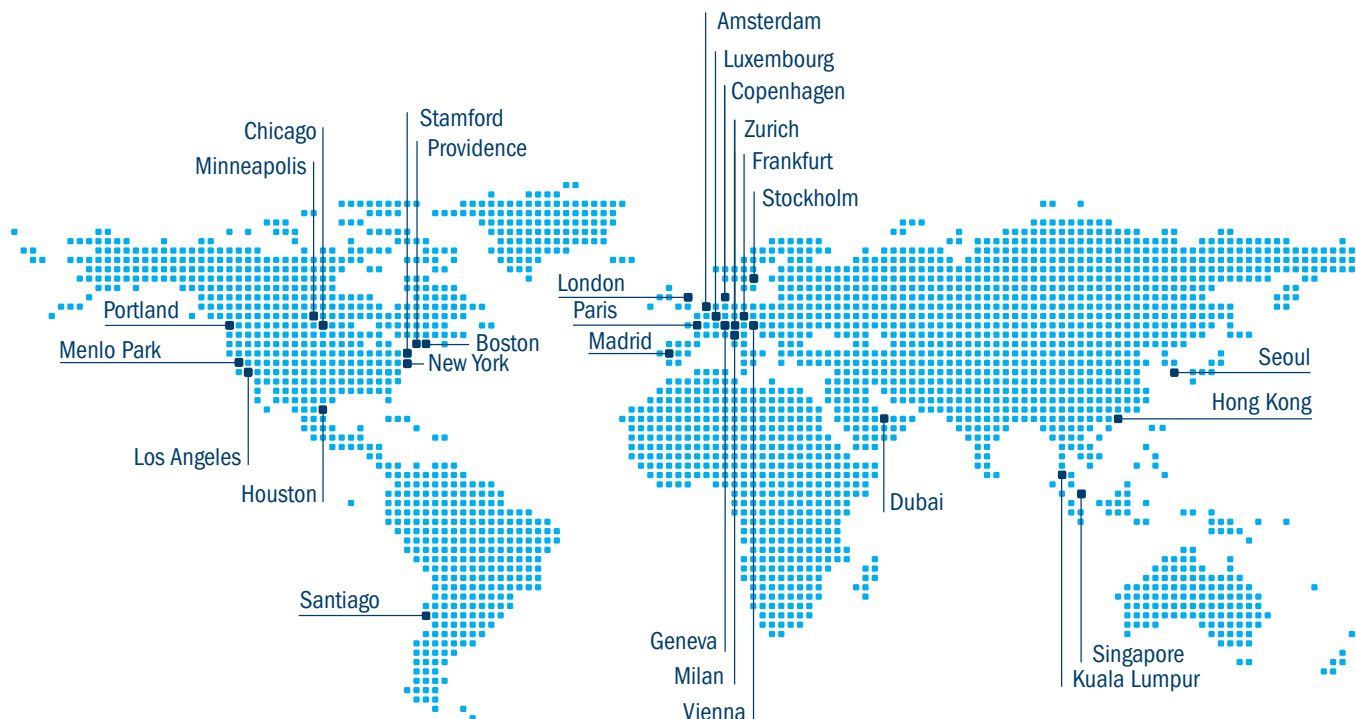 Amsterdam
Luxembourg
Copenhagen
Zurich
Frankfurt
Stockholm
Stamford
Providence
Chicago
Minneapolis
London
Paris
Madrid
Portland
Menlo Park
Boston
New York
Los Angeles
Houston
Santiago
Seoul
Hong Kong
Dubai
Geneva
Milan
Vienna
Singapore
Kuala Lumpur